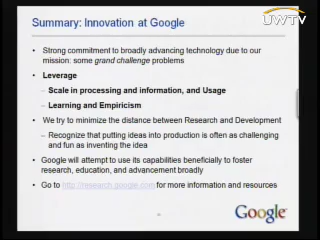 UWTV
Summary: Innovation at Google
• Strong commitment to broadly advancing technology due to our
mission: some grand challenge problems
• Leverage
– Scale in processing and information, and Usage
– Learning and Empiricism
• We try to minimize the distance between Research and Development
– Recognize that putting ideas into production is often as challenging
and fun as inventing the idea
• Google will attempt to use its capabilities beneficially to foster
research, education, and advancement broadly
• Go to http://research.google.com for more information and resources
Google